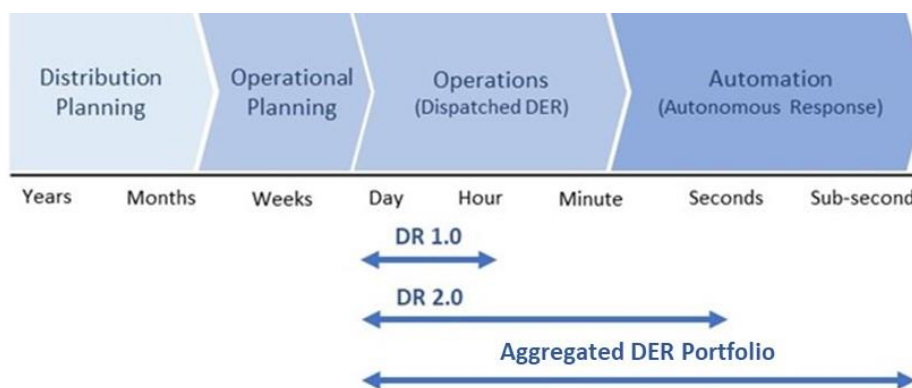 Distribution Planning
Operational Planning
Operations
(Dispatched DER)
Automation
(Autonomous Response)
Years Months Weeks Day Hour Minute Seconds Sub-second
DR 1.0
DR 2.0
Aggregated DER Portfolio